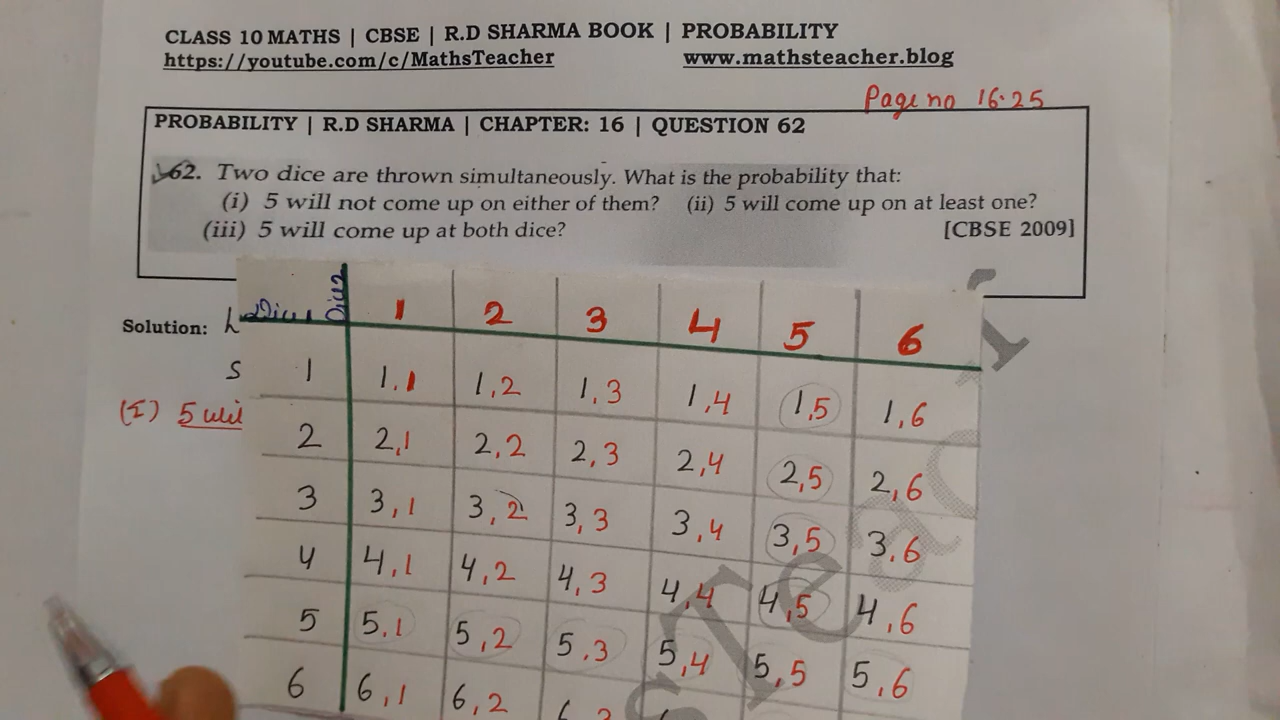 CLASS 10 MATHS | CBSE | R.D SHARMA BOOK | PROBABILITY
https://youtube.com/c/MathsTeacher www.mathsteacher.blog
Page no 16.25
PROBABILITY | R.D SHARMA | CHAPTER: 16 | QUESTION 62
62. Two dice are thrown simultaneously. What is the probability that:
(i) 5 will not come up on either of them? (ii) 5 will come up on at least one?
(iii) 5 will come up at both dice? [CBSE 2009]
Solution:
(I) 5 will
Dice 1 Dice 2 1 2 3 4 5 6
1 1,1 1,2 1,3 1,4 1,5 1,6
2 2,1 2,2 2,3 2,4 2,5 2,6
3 3,1 3,2 3,3 3,4 3,5 3,6
4 4,1 4,2 4,3 4,4 4,5 4,6
5 5,1 5,2 5,3 5,4 5,5 5,6
6 6,1 6,2